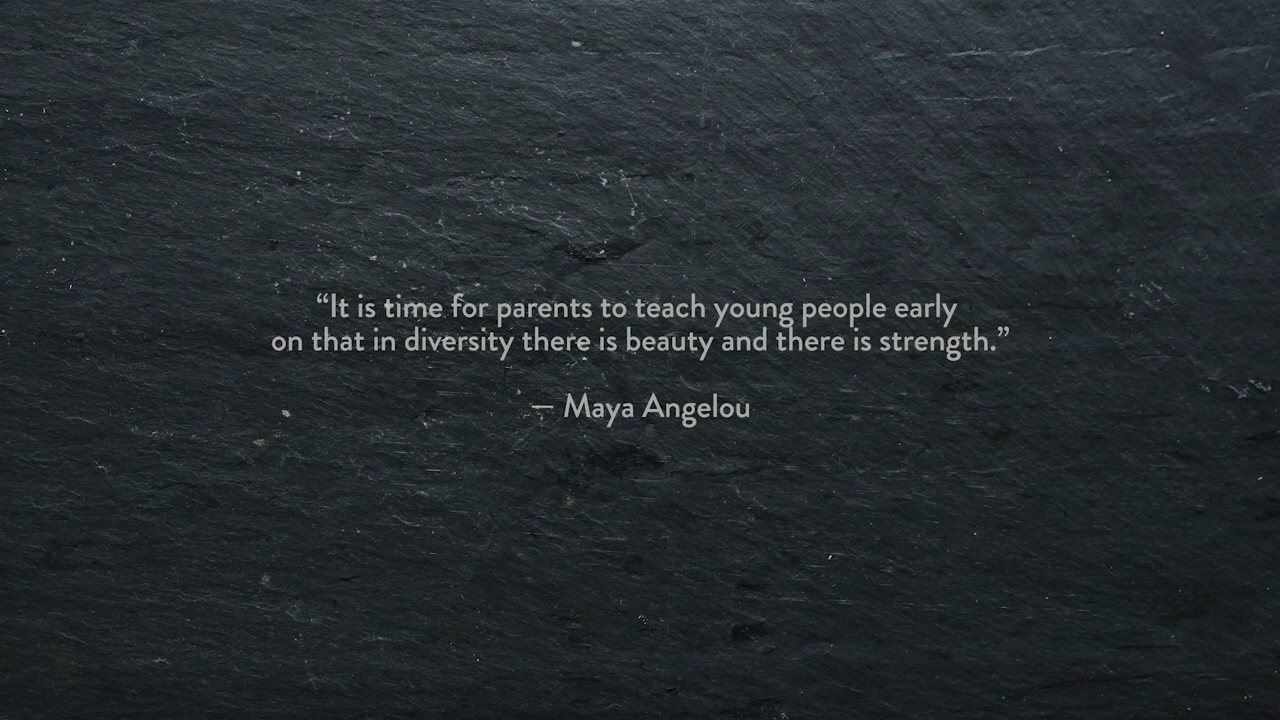 “It is time for parents to teach young people early
on that in diversity there is beauty and there is strength.”
— Maya Angelou